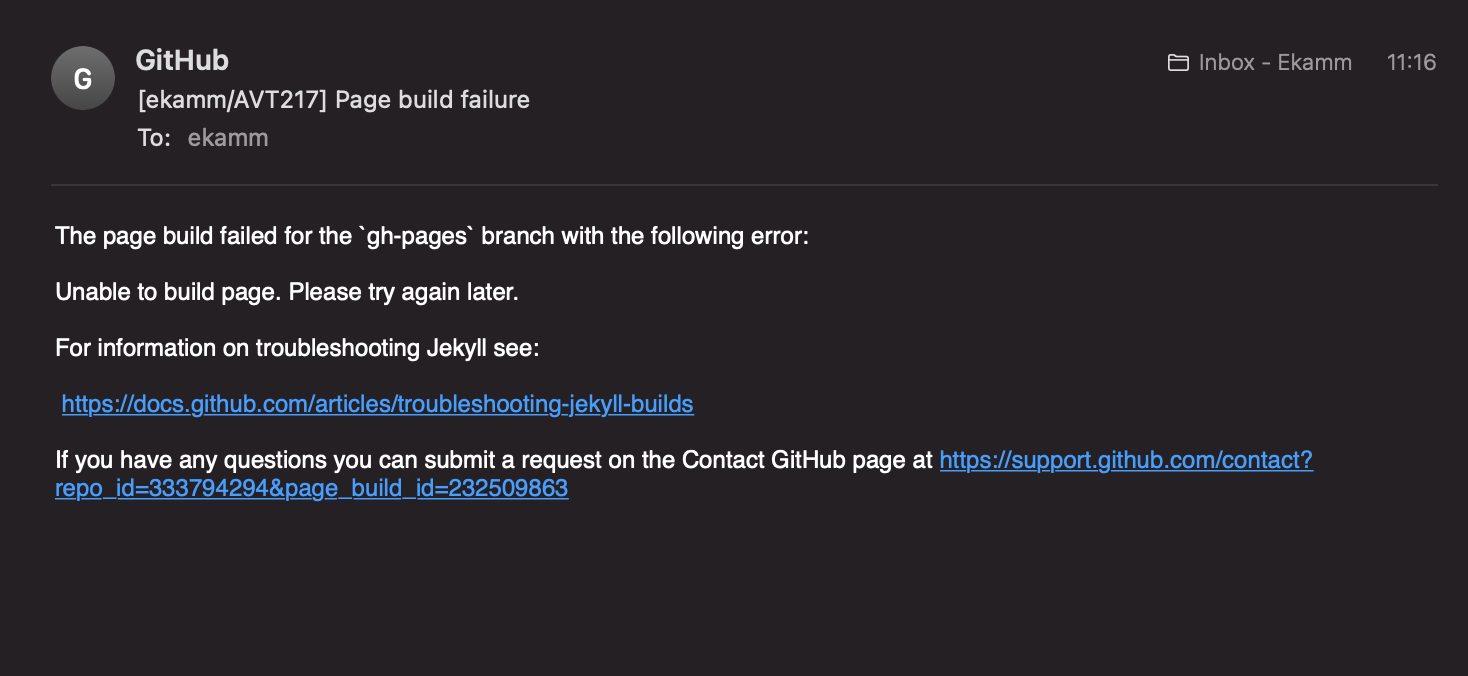 G
GitHub
Inbox - Ekamm 11:16
[ekamm/AVT217] Page build failure
To: ekamm
The page build failed for the `gh-pages` branch with the following error:
Unable to build page. Please try again later.
For information on troubleshooting Jekyll see:
https://docs.github.com/articles/troubleshooting-jekyll-builds
If you have any questions you can submit a request on the Contact GitHub page at https://support.github.com/contact?
repo_id=333794294&page_build_id=232509863